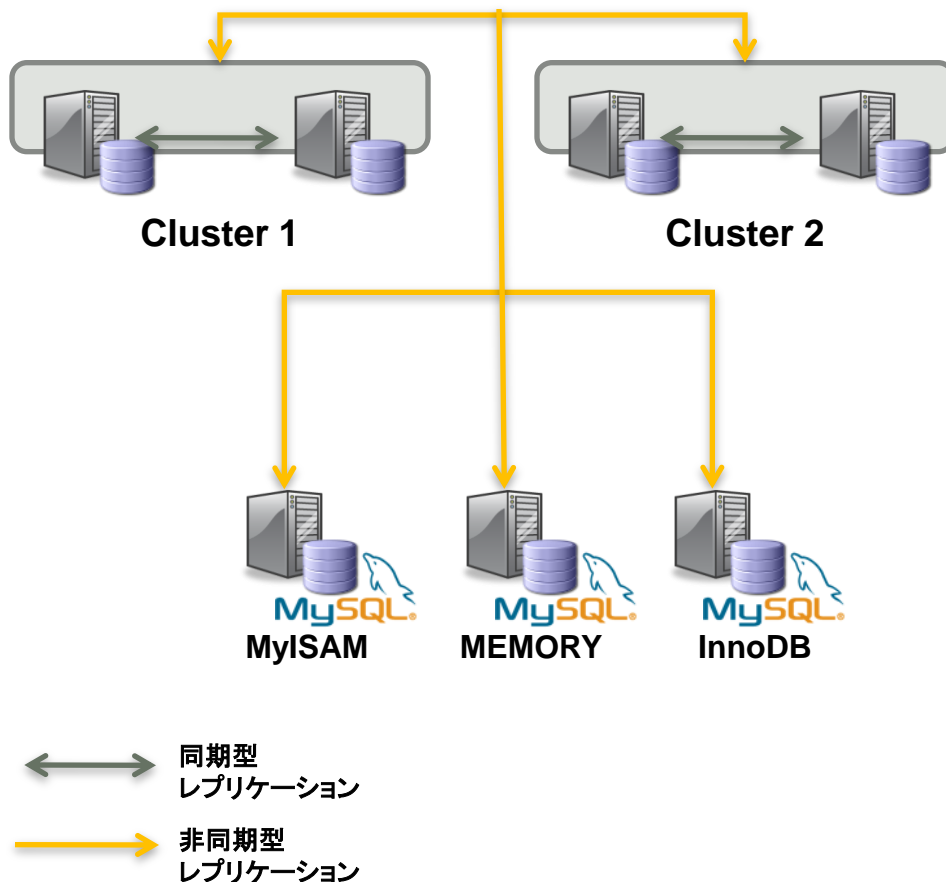 Cluster 1
Cluster 2
MySQL®
MySQL®
MySQL®
MyISAM
MEMORY
InnoDB
同期型
レプリケーション
非同期型
レプリケーション